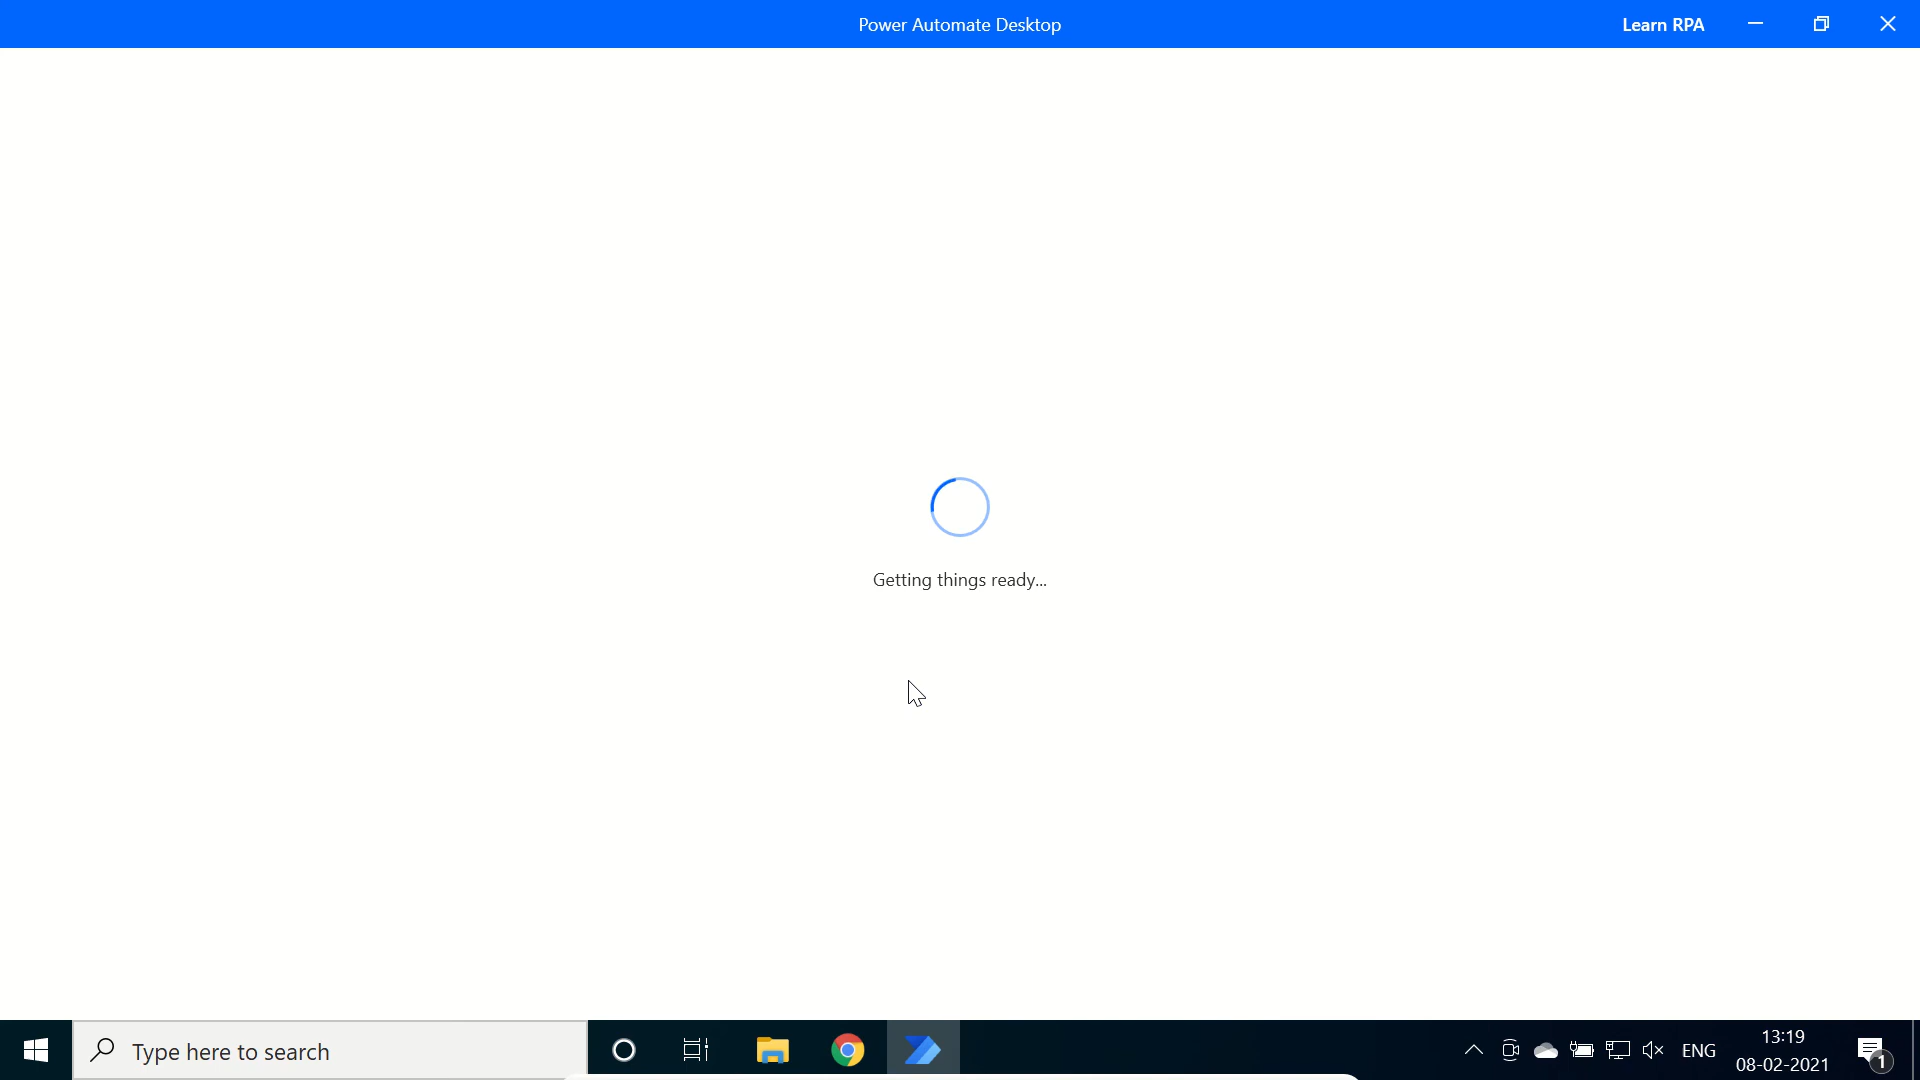 Power Automate Desktop
Learn RPA
Getting things ready...
Type here to search
ENG
13:19
08-02-2021
1